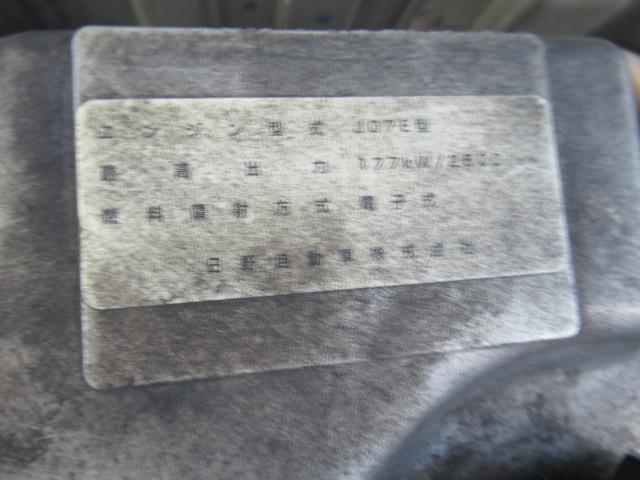 エンジン型式 J07E型
最高出力 177kW/2500
燃料噴射方式 電子式
日野自動車株式会社